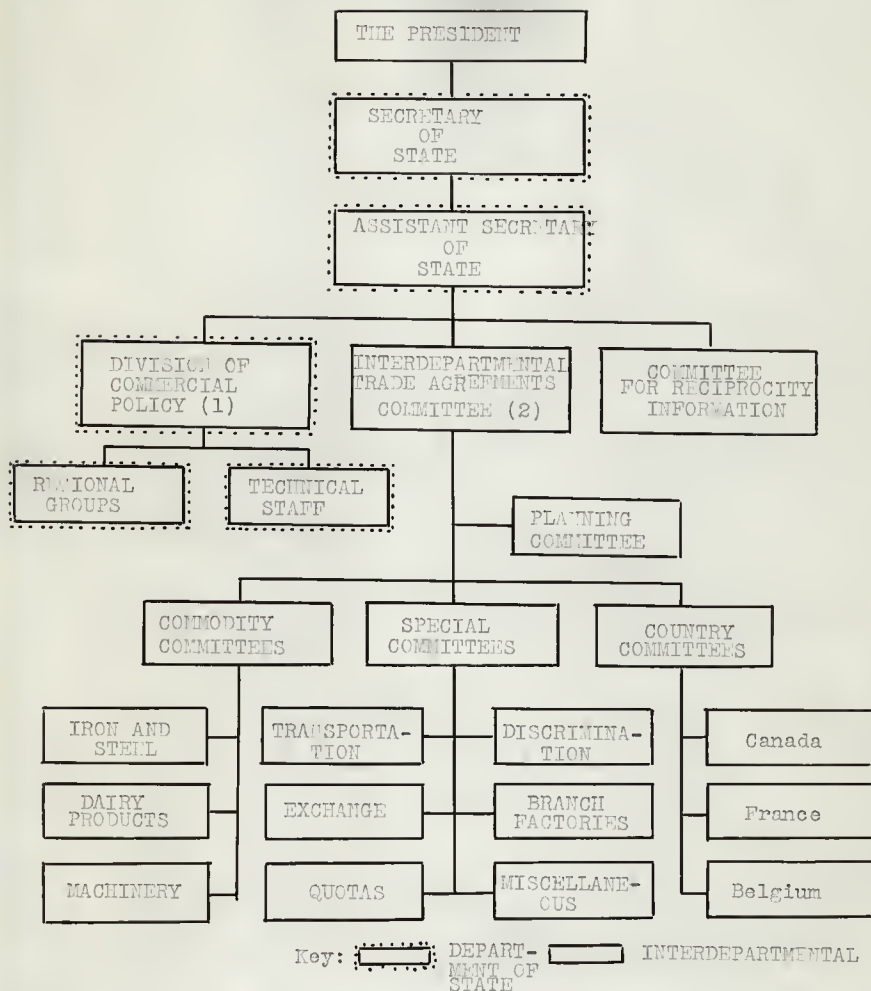 THE PRESIDENT
SECRETARY
OF
STATE
ASSISTANT SECRETARY
OF
STATE
DIVISION OF
COMMERCIAL
POLICY (1)
INTERDEPARTMENTAL
TRADE AGREEMENTS
COMMITTEE (2)
COMMITTEE
FOR RECIPROCITY
INFORMATION
REGIONAL
GROUPS
TECHNICAL
STAFF
PLANNING
COMMITTEE
COMMODITY
COMMITTEES
SPECIAL
COMMITTEES
COUNTRY
COMMITTEES
IRON AND
STEEL
TRANSPORTA-
TION
DISCRIMINA-
TION
Canada
DAIRY
PRODUCTS
EXCHANGE
BRANCH
FACTORIES
France
MACHINERY
QUOTAS
MISCELLANE-
OUS
Belgium
Key:
DEPART-
MENT OF
STATE
INTERDEPARTMENTAL